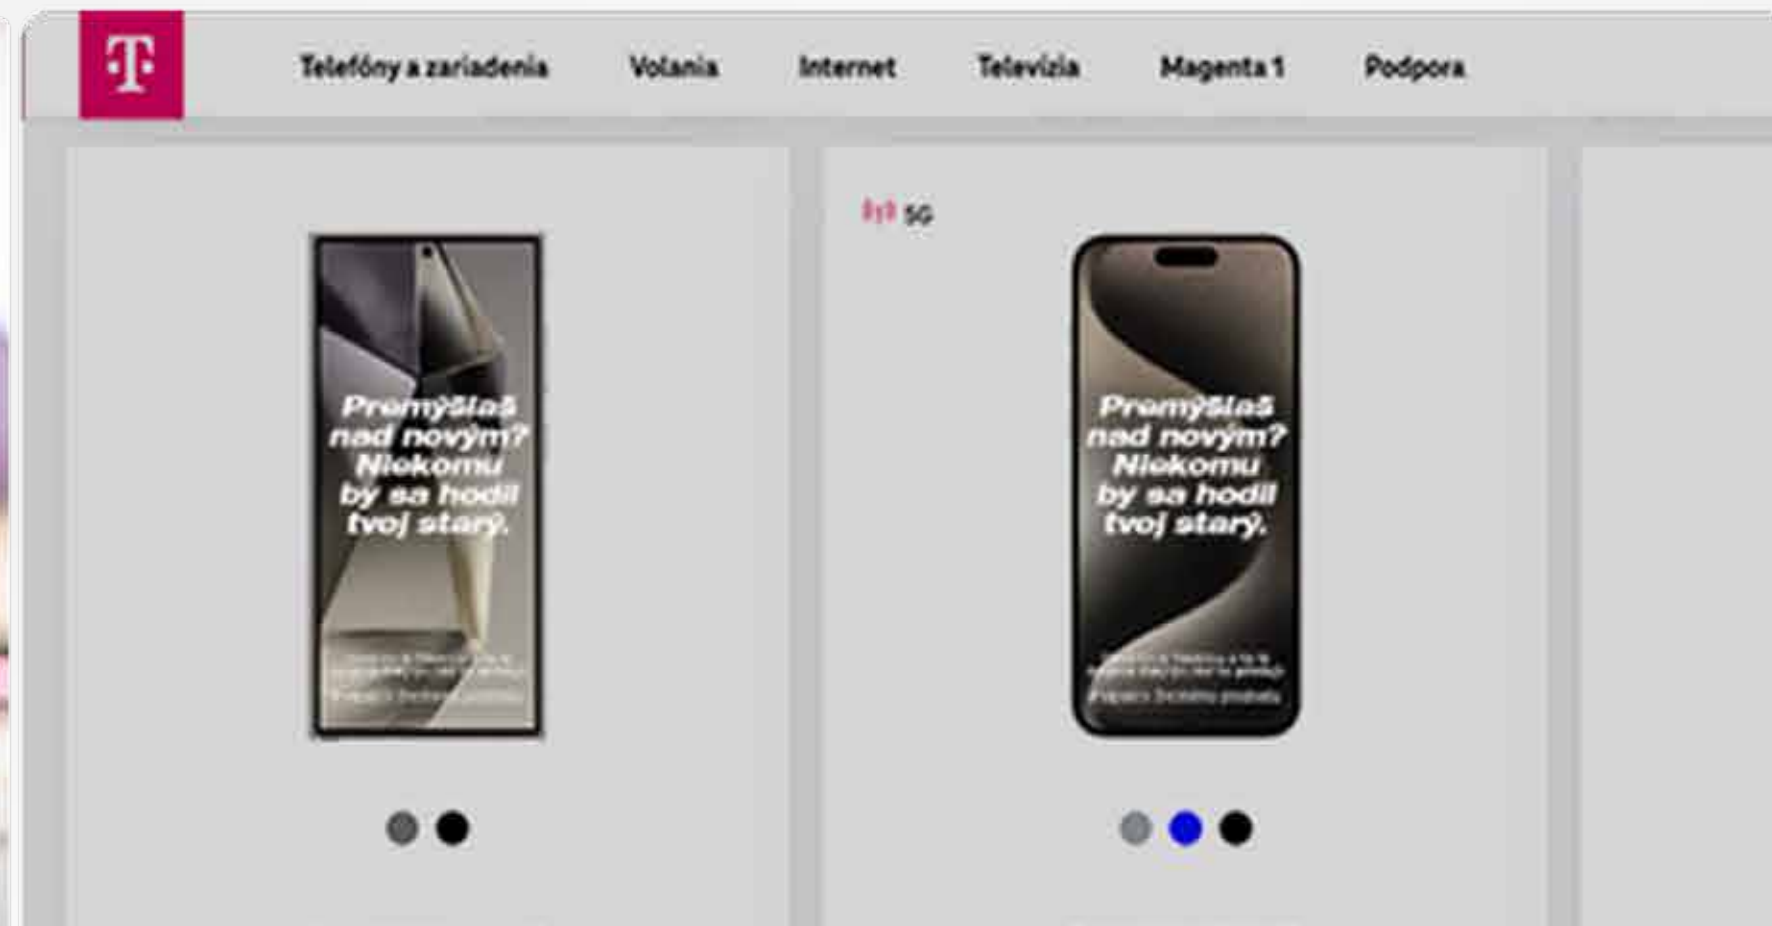 T
Telefóny a zariadenia Volania Internet Televízia Magenta 1 Podpora
5G
Premýšľaš
nad novým?
Niekomu
by sa hodil
tvoj starý.
Premýšľaš
nad novým?
Niekomu
by sa hodil
tvoj starý.